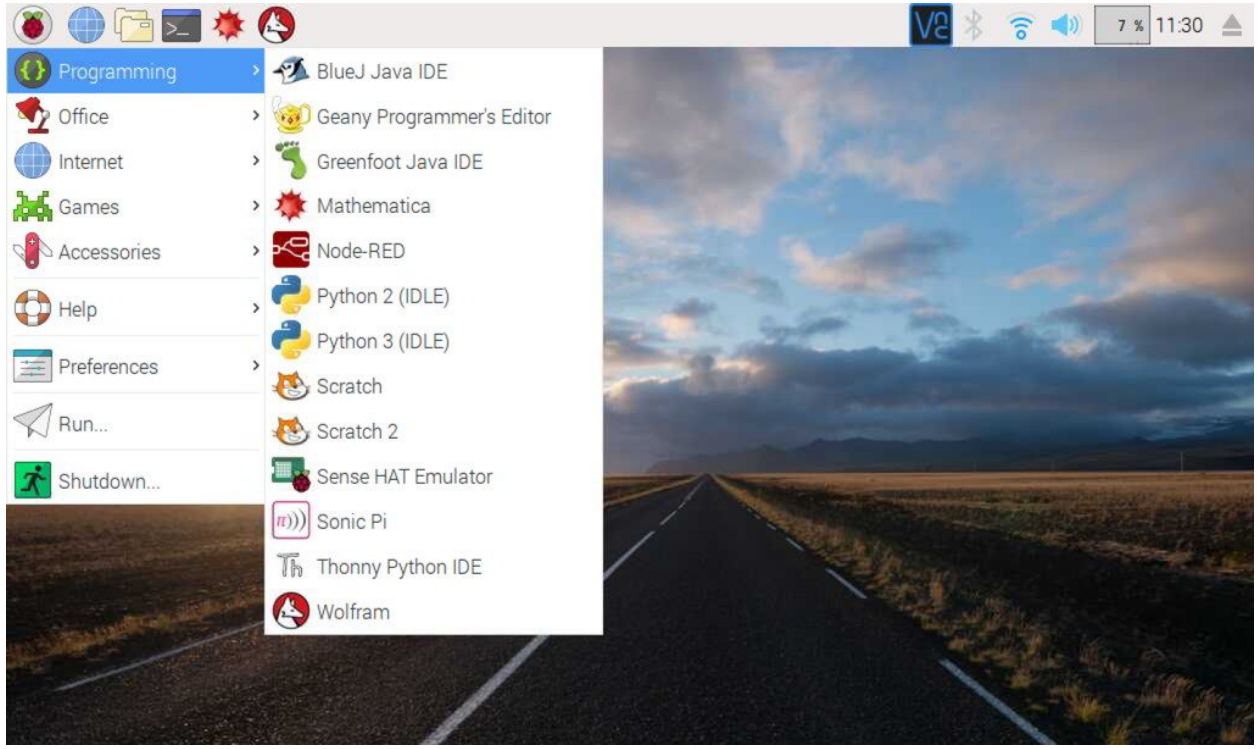 7 % 11:30
Programming
Office
Internet
Games
Accessories
Help
Preferences
Run...
Shutdown...
BlueJ Java IDE
Geany Programmer's Editor
Greenfoot Java IDE
Mathematica
Node-RED
Python 2 (IDLE)
Python 3 (IDLE)
Scratch
Scratch 2
Sense HAT Emulator
Sonic Pi
Thonny Python IDE
Wolfram